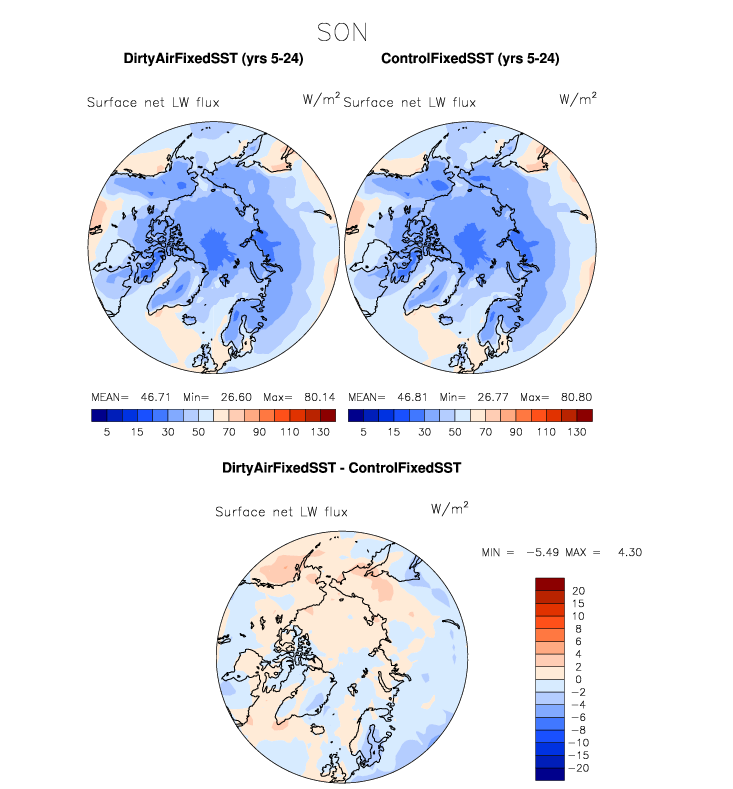 SON
DirtyAirFixedSST (yrs 5-24)
ControlFixedSST (yrs 5-24)
Surface net LW flux W/m²
Surface net LW flux W/m²
MEAN= 46.71 Min= 26.60 Max= 80.14
MEAN= 46.81 Min= 26.77 Max= 80.80
5 15 30 50 70 90 110 130
5 15 30 50 70 90 110 130
DirtyAirFixedSST - ControlFixedSST
Surface net LW flux W/m²
MIN = −5.49 MAX = 4.30
20
15
10
8
6
4
2
0
−2
−4
−6
−8
−10
−15
−20